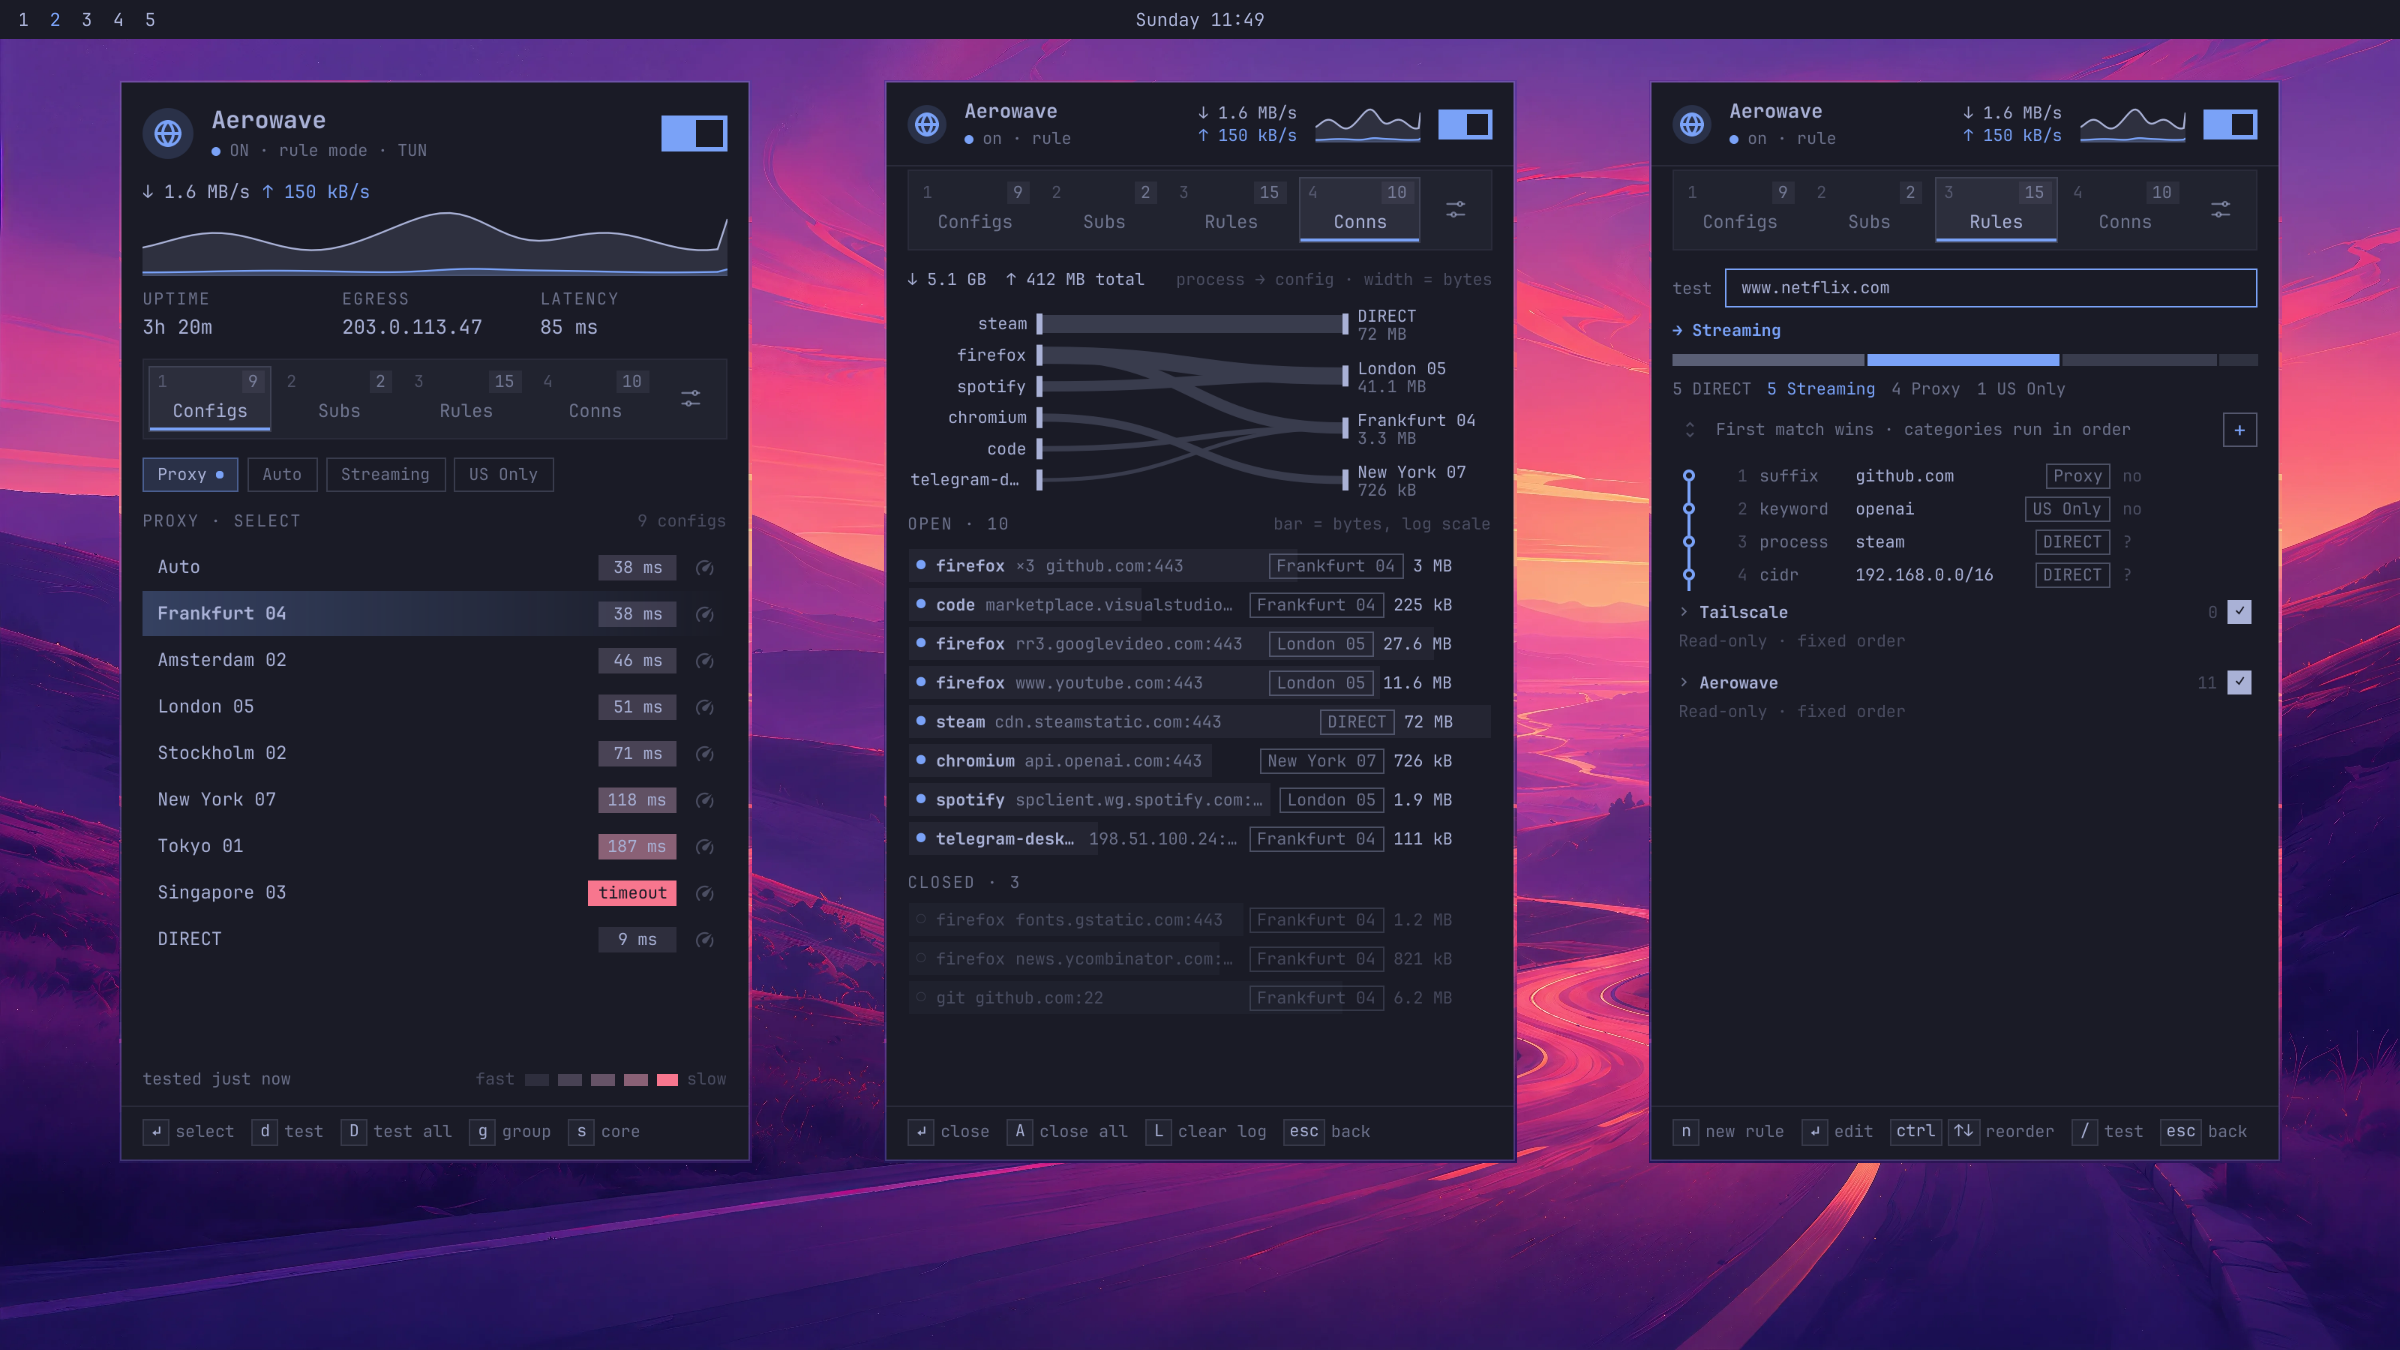 1 2 3 4 5
Sunday 11:49
Aerowave
ON · rule mode · TUN
↓ 1.6 MB/s ↑ 150 kB/s
UPTIME EGRESS LATENCY
3h 20m 203.0.113.47 85 ms
1 9 2 2 3 15 4 10
Configs Subs Rules Conns
Proxy Auto Streaming US Only
PROXY · SELECT 9 configs
Auto 38 ms
Frankfurt 04 38 ms
Amsterdam 02 46 ms
London 05 51 ms
Stockholm 02 71 ms
New York 07 118 ms
Tokyo 01 187 ms
Singapore 03 timeout
DIRECT 9 ms
tested just now fast slow
↵ select d test D test all g group s core
Aerowave
on · rule
↓ 1.6 MB/s
↑ 150 kB/s
1 9 2 2 3 15 4 10
Configs Subs Rules Conns
↓ 5.1 GB ↑ 412 MB total process → config · width = bytes
steam
firefox
spotify
chromium
code
telegram-d…
DIRECT
72 MB
London 05
41.1 MB
Frankfurt 04
3.3 MB
New York 07
726 kB
OPEN · 10 bar = bytes, log scale
firefox ×3 github.com:443 Frankfurt 04 3 MB
code marketplace.visualstudio… Frankfurt 04 225 kB
firefox rr3.googlevideo.com:443 London 05 27.6 MB
firefox www.youtube.com:443 London 05 11.6 MB
steam cdn.steamstatic.com:443 DIRECT 72 MB
chromium api.openai.com:443 New York 07 726 kB
spotify spclient.wg.spotify.com:… London 05 1.9 MB
telegram-desk… 198.51.100.24:… Frankfurt 04 111 kB
CLOSED · 3
firefox fonts.gstatic.com:443 Frankfurt 04 1.2 MB
firefox news.ycombinator.com:… Frankfurt 04 821 kB
git github.com:22 Frankfurt 04 6.2 MB
↵ close A close all L clear log esc back
Aerowave
on · rule
↓ 1.6 MB/s
↑ 150 kB/s
1 9 2 2 3 15 4 10
Configs Subs Rules Conns
test www.netflix.com
→ Streaming
5 DIRECT 5 Streaming 4 Proxy 1 US Only
First match wins · categories run in order +
1 suffix github.com Proxy no
2 keyword openai US Only no
3 process steam DIRECT ?
4 cidr 192.168.0.0/16 DIRECT ?
› Tailscale 0 ✓
Read-only · fixed order
› Aerowave 11 ✓
Read-only · fixed order
n new rule ↵ edit ctrl ↑↓ reorder / test esc back